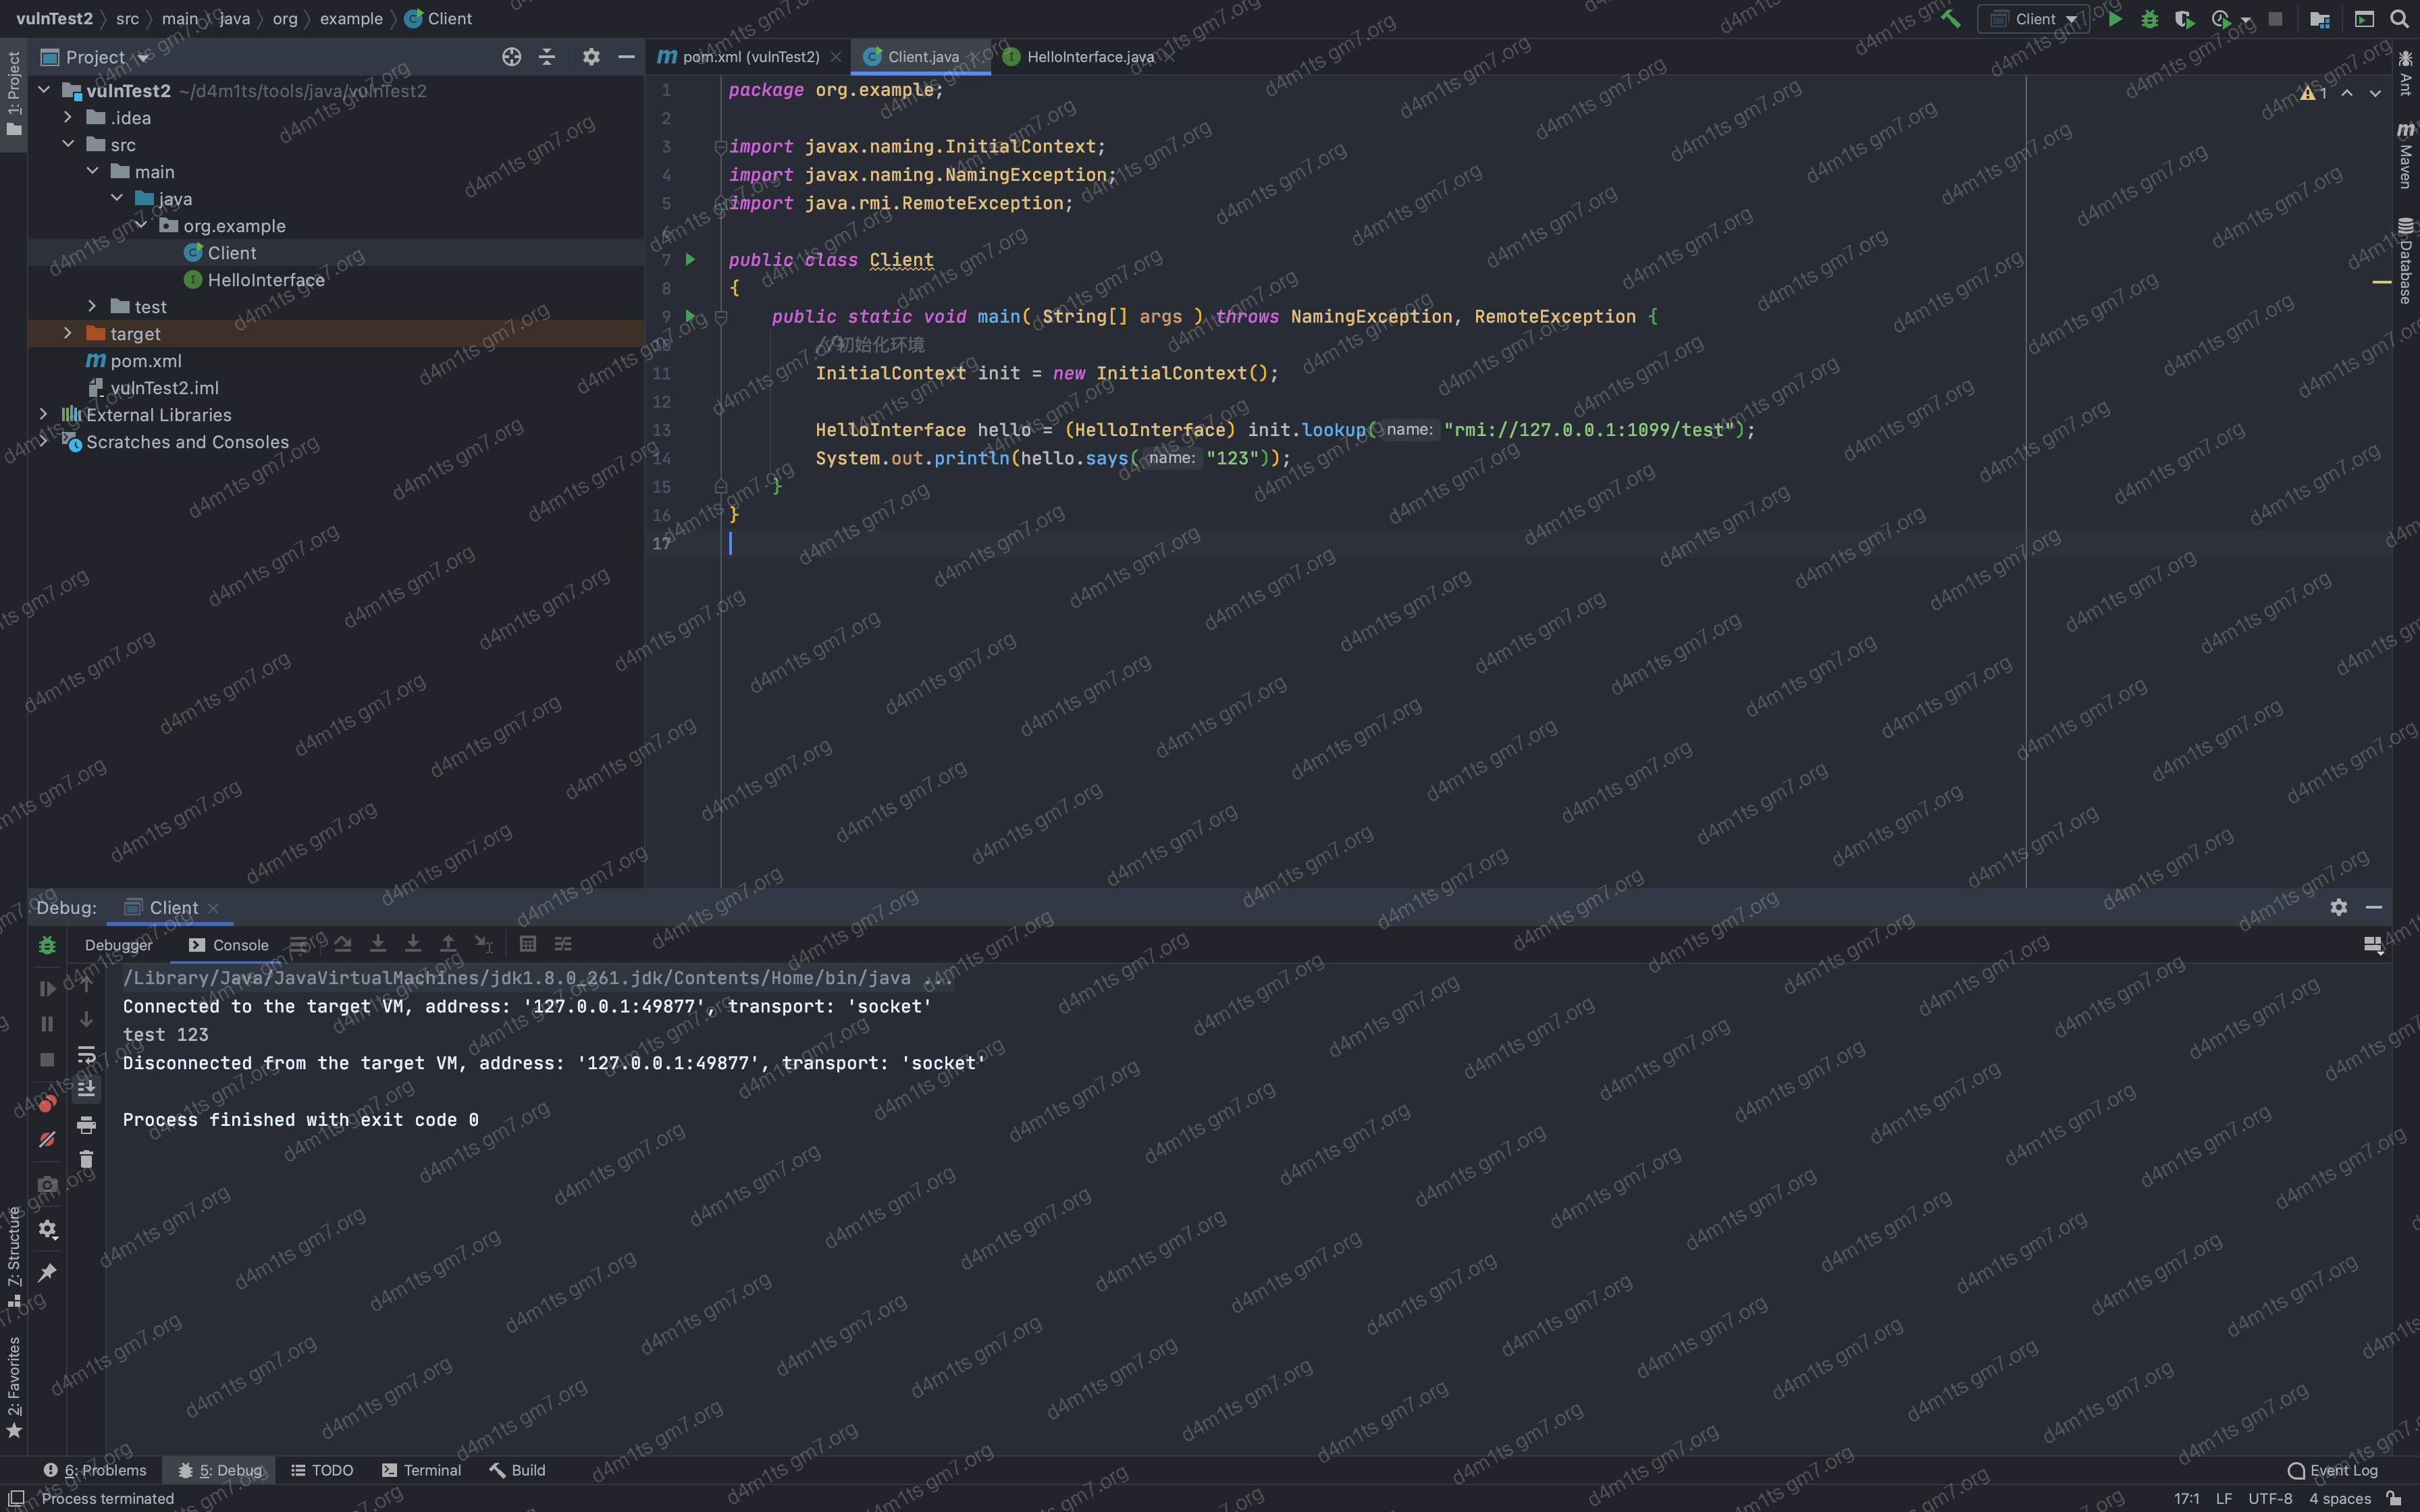 vulnTest2 〉 src 〉 main 〉 java 〉 org 〉 example 〉 Client
Client
1: Project
Project
pom.xml (vulnTest2)
Client.java
HelloInterface.java
vulnTest2 ~/d4m1ts/tools/java/vulnTest2
.idea
src
main
java
org.example
Client
HelloInterface
test
target
pom.xml
vulnTest2.iml
External Libraries
Scratches and Consoles
1 package org.example;
2
3 import javax.naming.InitialContext;
4 import javax.naming.NamingException;
5 import java.rmi.RemoteException;
6
7 public class Client
8 {
9 public static void main( String[] args ) throws NamingException, RemoteException {
10 //初始化环境
11 InitialContext init = new InitialContext();
12
13 HelloInterface hello = (HelloInterface) init.lookup( name: "rmi://127.0.0.1:1099/test");
14 System.out.println(hello.says( name: "123"));
15 }
16 }
17
1
Ant
Maven
Database
Debug:
Client
Debugger
Console
/Library/Java/JavaVirtualMachines/jdk1.8.0_261.jdk/Contents/Home/bin/java ...
Connected to the target VM, address: '127.0.0.1:49877', transport: 'socket'
test 123
Disconnected from the target VM, address: '127.0.0.1:49877', transport: 'socket'
Process finished with exit code 0
7: Structure
2: Favorites
6: Problems
5: Debug
TODO
Terminal
Build
Event Log
Process terminated
17:1 LF UTF-8 4 spaces
d4m1ts gm7.org